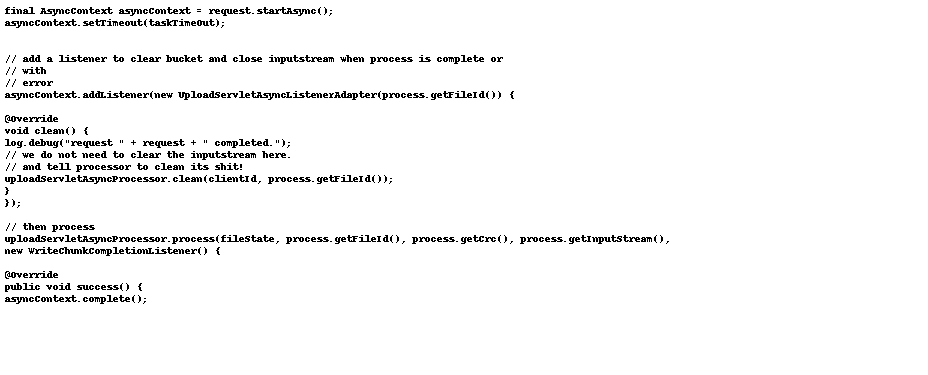 final AsyncContext asyncContext = request.startAsync();
asyncContext.setTimeout(taskTimeOut);
// add a listener to clear bucket and close inputstream when process is complete or
// with
// error
asyncContext.addListener(new UploadServletAsyncListenerAdapter(process.getFileId()) {
@Override
void clean() {
log.debug("request " + request + " completed.");
// we do not need to clear the inputstream here.
// and tell processor to clean its shit!
uploadServletAsyncProcessor.clean(clientId, process.getFileId());
}
});
// then process
uploadServletAsyncProcessor.process(fileState, process.getFileId(), process.getCrc(), process.getInputStream(),
new WriteChunkCompletionListener() {
@Override
public void success() {
asyncContext.complete();